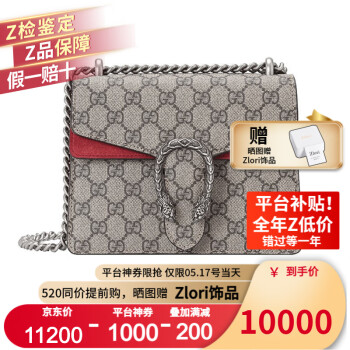 Z检鉴定
Z品保障
假一赔十
赠
Zlori
晒图赠
Zlori饰品
平台补贴!
全年Z低价
错过等一年
平台神券限抢 仅限05.17号当天
520同价提前购，晒图赠 Zlori饰品
¥ 到手价
京东价 平台神券 叠加满减
11200 - 1000 - 200
10000